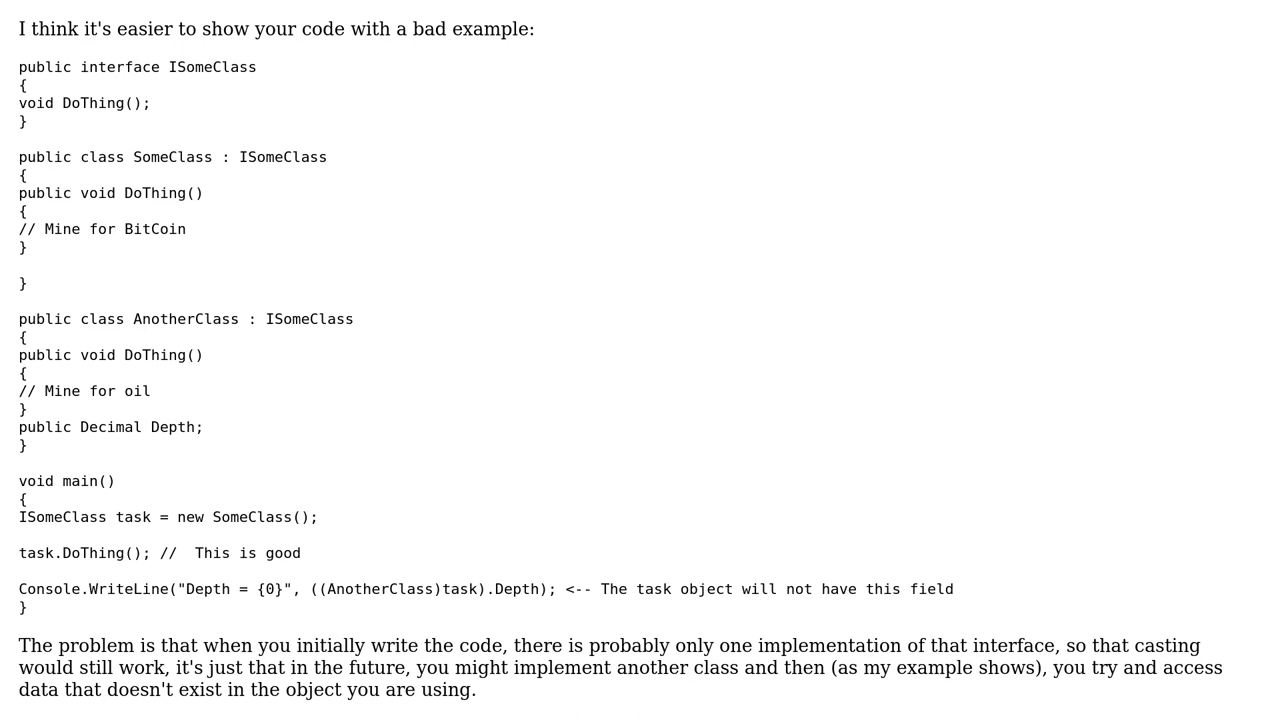 I think it's easier to show your code with a bad example:
public interface ISomeClass
{
void DoThing();
}
public class SomeClass : ISomeClass
{
public void DoThing()
{
// Mine for BitCoin
}
}
public class AnotherClass : ISomeClass
{
public void DoThing()
{
// Mine for oil
}
public Decimal Depth;
}
void main()
{
ISomeClass task = new SomeClass();
task.DoThing(); //  This is good
Console.WriteLine("Depth = {0}", ((AnotherClass)task).Depth); <-- The task object will not have this field
}
The problem is that when you initially write the code, there is probably only one implementation of that interface, so that casting
would still work, it's just that in the future, you might implement another class and then (as my example shows), you try and access
data that doesn't exist in the object you are using.